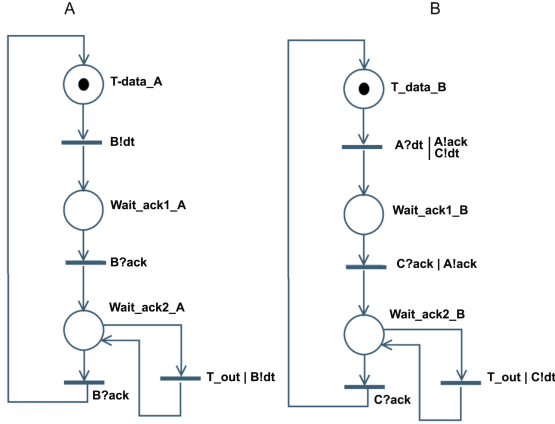 A
T-data_A
B!dt
Wait_ack1_A
B?ack
Wait_ack2_A
T_out | B!dt
B?ack
B
T_data_B
A?dt | A!ack
C!dt
Wait_ack1_B
C?ack | A!ack
Wait_ack2_B
T_out | C!dt
C?ack